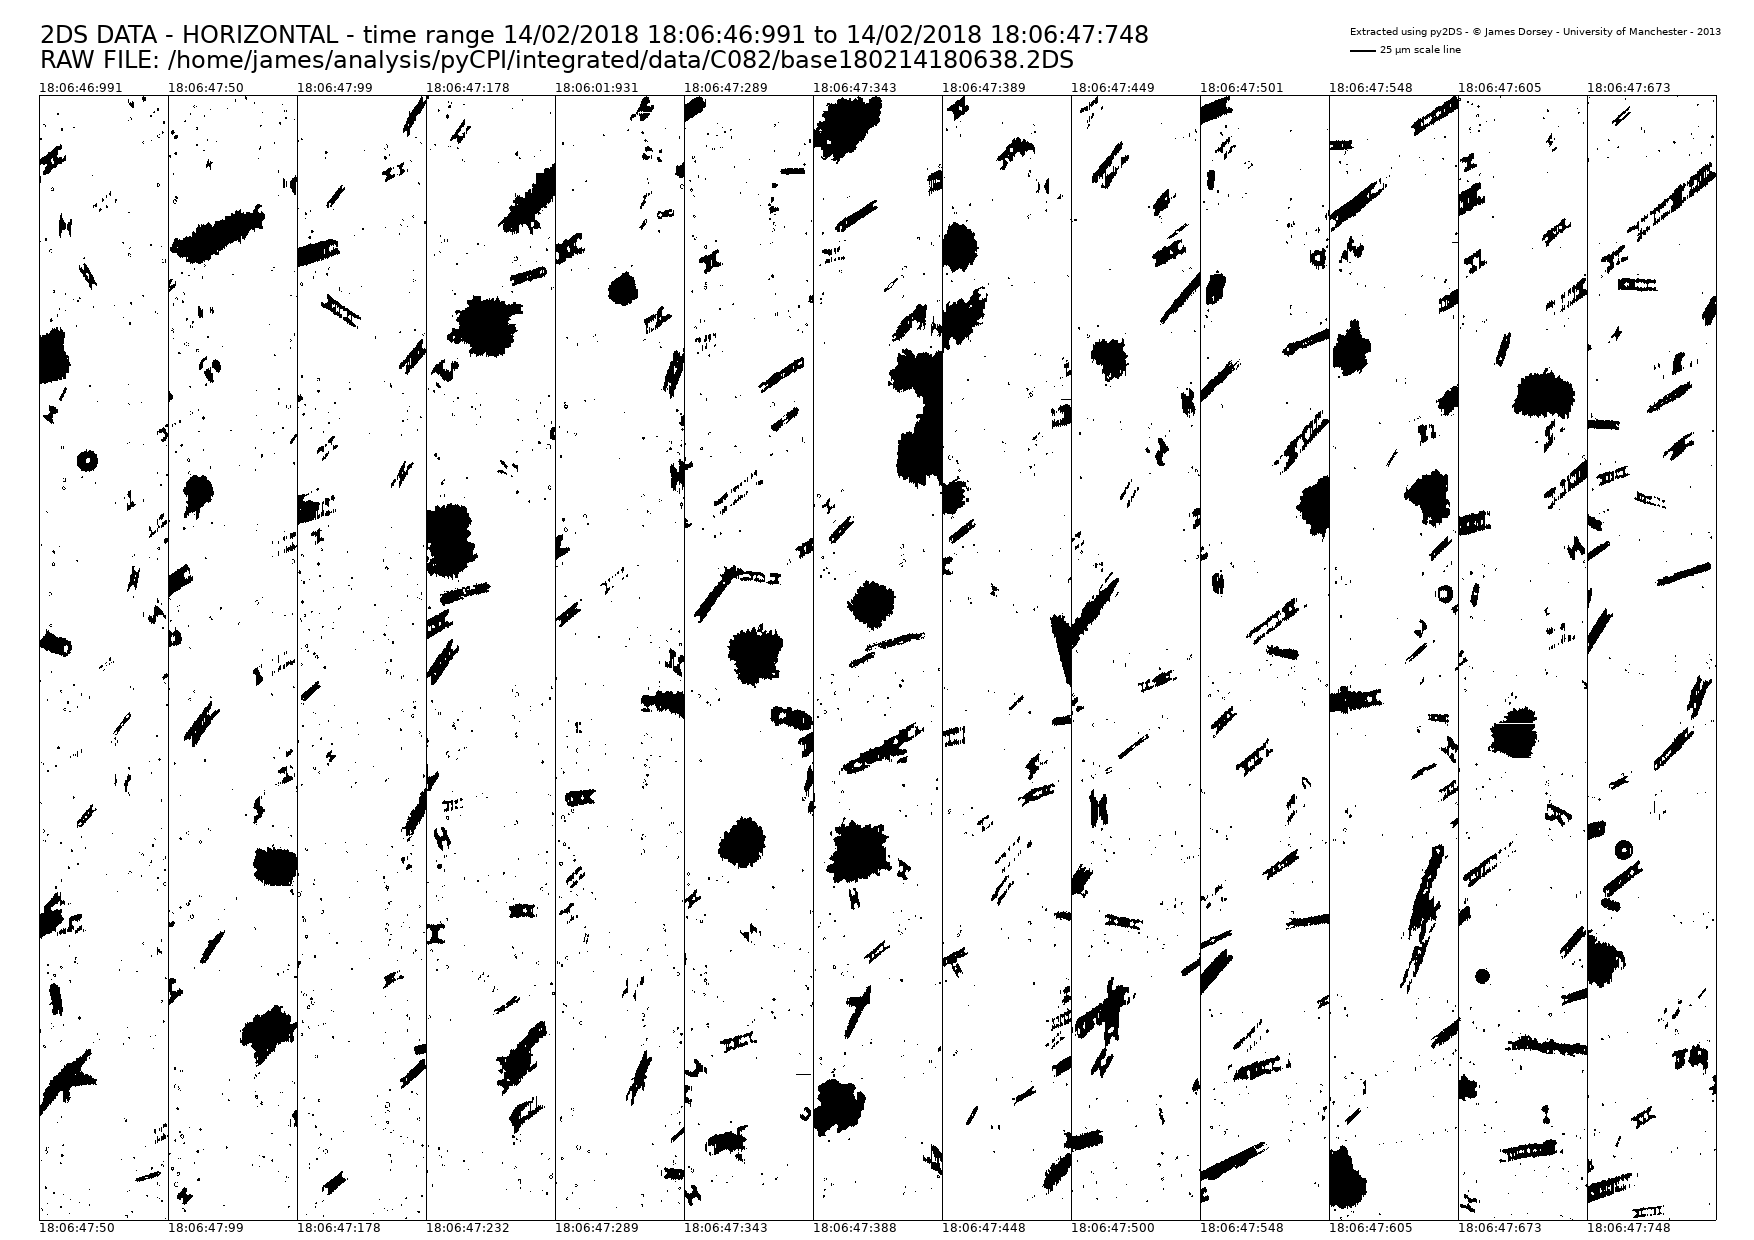 2DS DATA - HORIZONTAL - time range 14/02/2018 18:06:46:991 to 14/02/2018 18:06:47:748
RAW FILE: /home/james/analysis/pyCPI/integrated/data/C082/base180214180638.2DS
Extracted using py2DS - © James Dorsey - University of Manchester - 2013
25 µm scale line
18:06:46:991 18:06:47:50 18:06:47:99 18:06:47:178 18:06:01:931 18:06:47:289 18:06:47:343 18:06:47:389 18:06:47:449 18:06:47:501 18:06:47:548 18:06:47:605 18:06:47:673
18:06:47:50 18:06:47:99 18:06:47:178 18:06:47:232 18:06:47:289 18:06:47:343 18:06:47:388 18:06:47:448 18:06:47:500 18:06:47:548 18:06:47:605 18:06:47:673 18:06:47:748